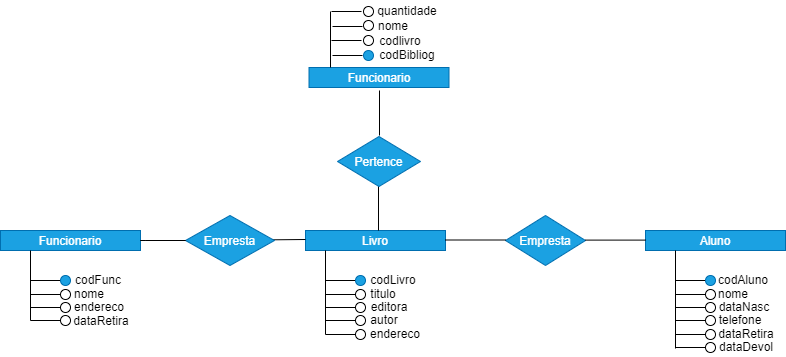 quantidade
nome
codlivro
codBibliog
Funcionario
Pertence
Funcionario
Empresta
Livro
Empresta
Aluno
codFunc
nome
endereco
dataRetira
codLivro
titulo
editora
autor
endereco
codAluno
nome
dataNasc
telefone
dataRetira
dataDevol